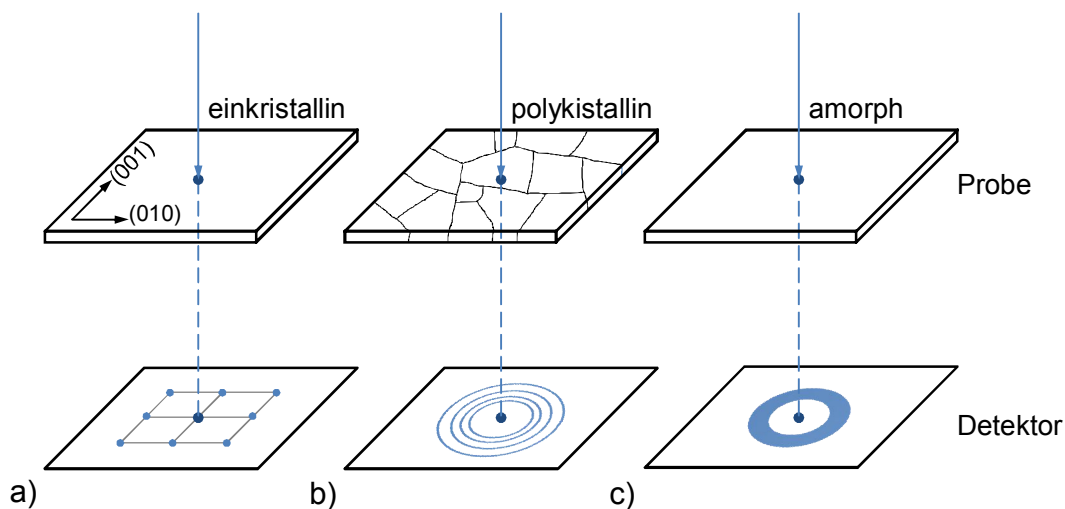 einkristallin
polykistallin
amorph
(001)
(010)
Probe
Detektor
a)
b)
c)